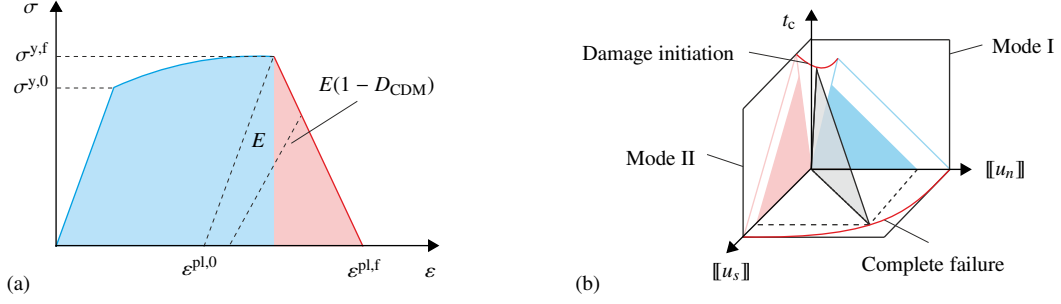 σ
σ^{y,f}
σ^{y,0}
E(1 − D_{CDM})
E
ε^{pl,0}
ε^{pl,f}
ε
(a)
t_c
Mode I
Damage initiation
Mode II
⟦u_n⟧
⟦u_s⟧
Complete failure
(b)